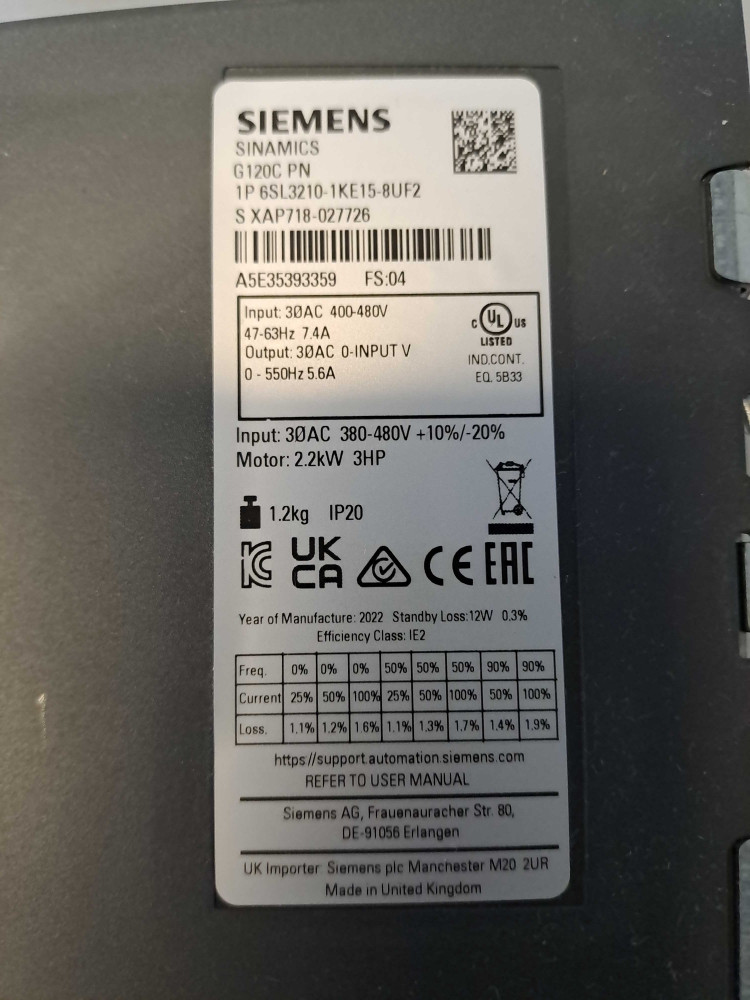 SIEMENS
SINAMICS
G120C PN
1P 6SL3210-1KE15-8UF2
S XAP718-027726
A5E35393359 FS:04
Input: 3ØAC 400-480V
47-63Hz 7.4A
Output: 3ØAC 0-INPUT V
0 - 550Hz 5.6A
C UL US
LISTED
IND.CONT.
EQ. 5B33
Input: 3ØAC 380-480V +10%/-20%
Motor: 2.2kW 3HP
1.2kg IP20
UK
CA
CE EAC
Year of Manufacture: 2022 Standby Loss:12W 0.3%
Efficiency Class: IE2
Freq. 0% 0% 0% 50% 50% 50% 90% 90%
Current 25% 50% 100% 25% 50% 100% 50% 100%
Loss. 1.1% 1.2% 1.6% 1.1% 1.3% 1.7% 1.4% 1.9%
https://support.automation.siemens.com
REFER TO USER MANUAL
Siemens AG, Frauenauracher Str. 80,
DE-91056 Erlangen
UK Importer Siemens plc Manchester M20 2UR
Made in United Kingdom